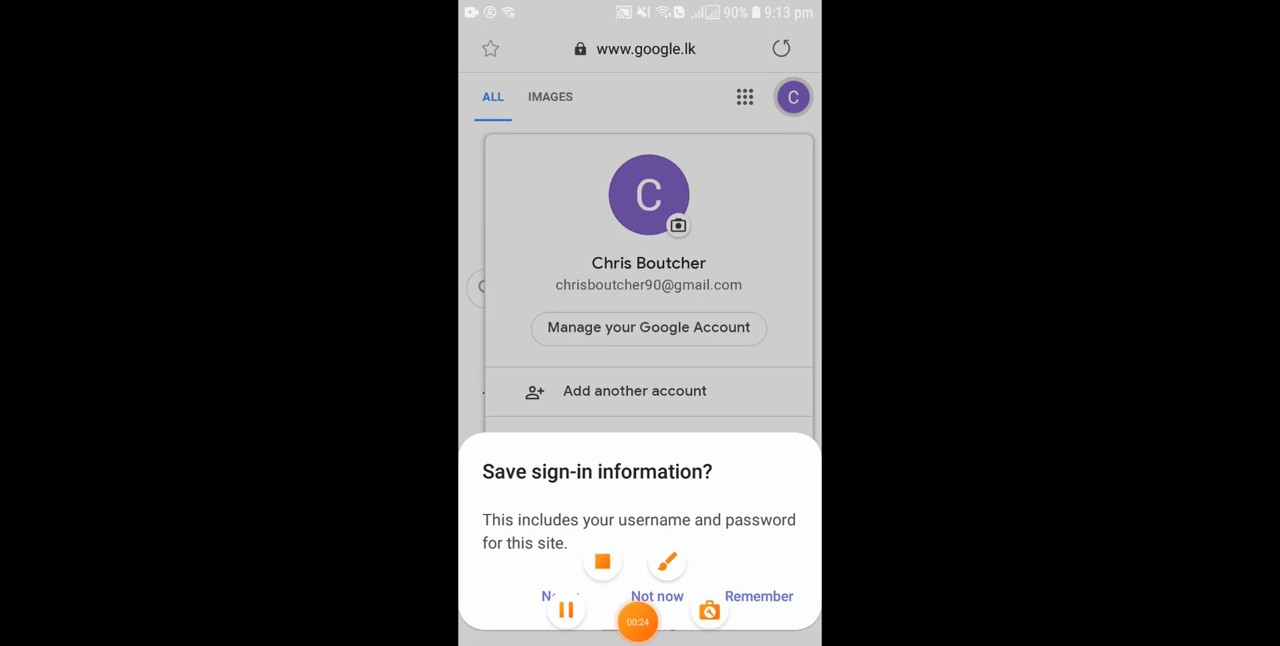 90% 9:13 pm
www.google.lk
ALL IMAGES C
C
Chris Boutcher
chrisboutcher90@gmail.com
Manage your Google Account
Add another account
Save sign-in information?
This includes your username and password
for this site.
Not now Remember
00:24